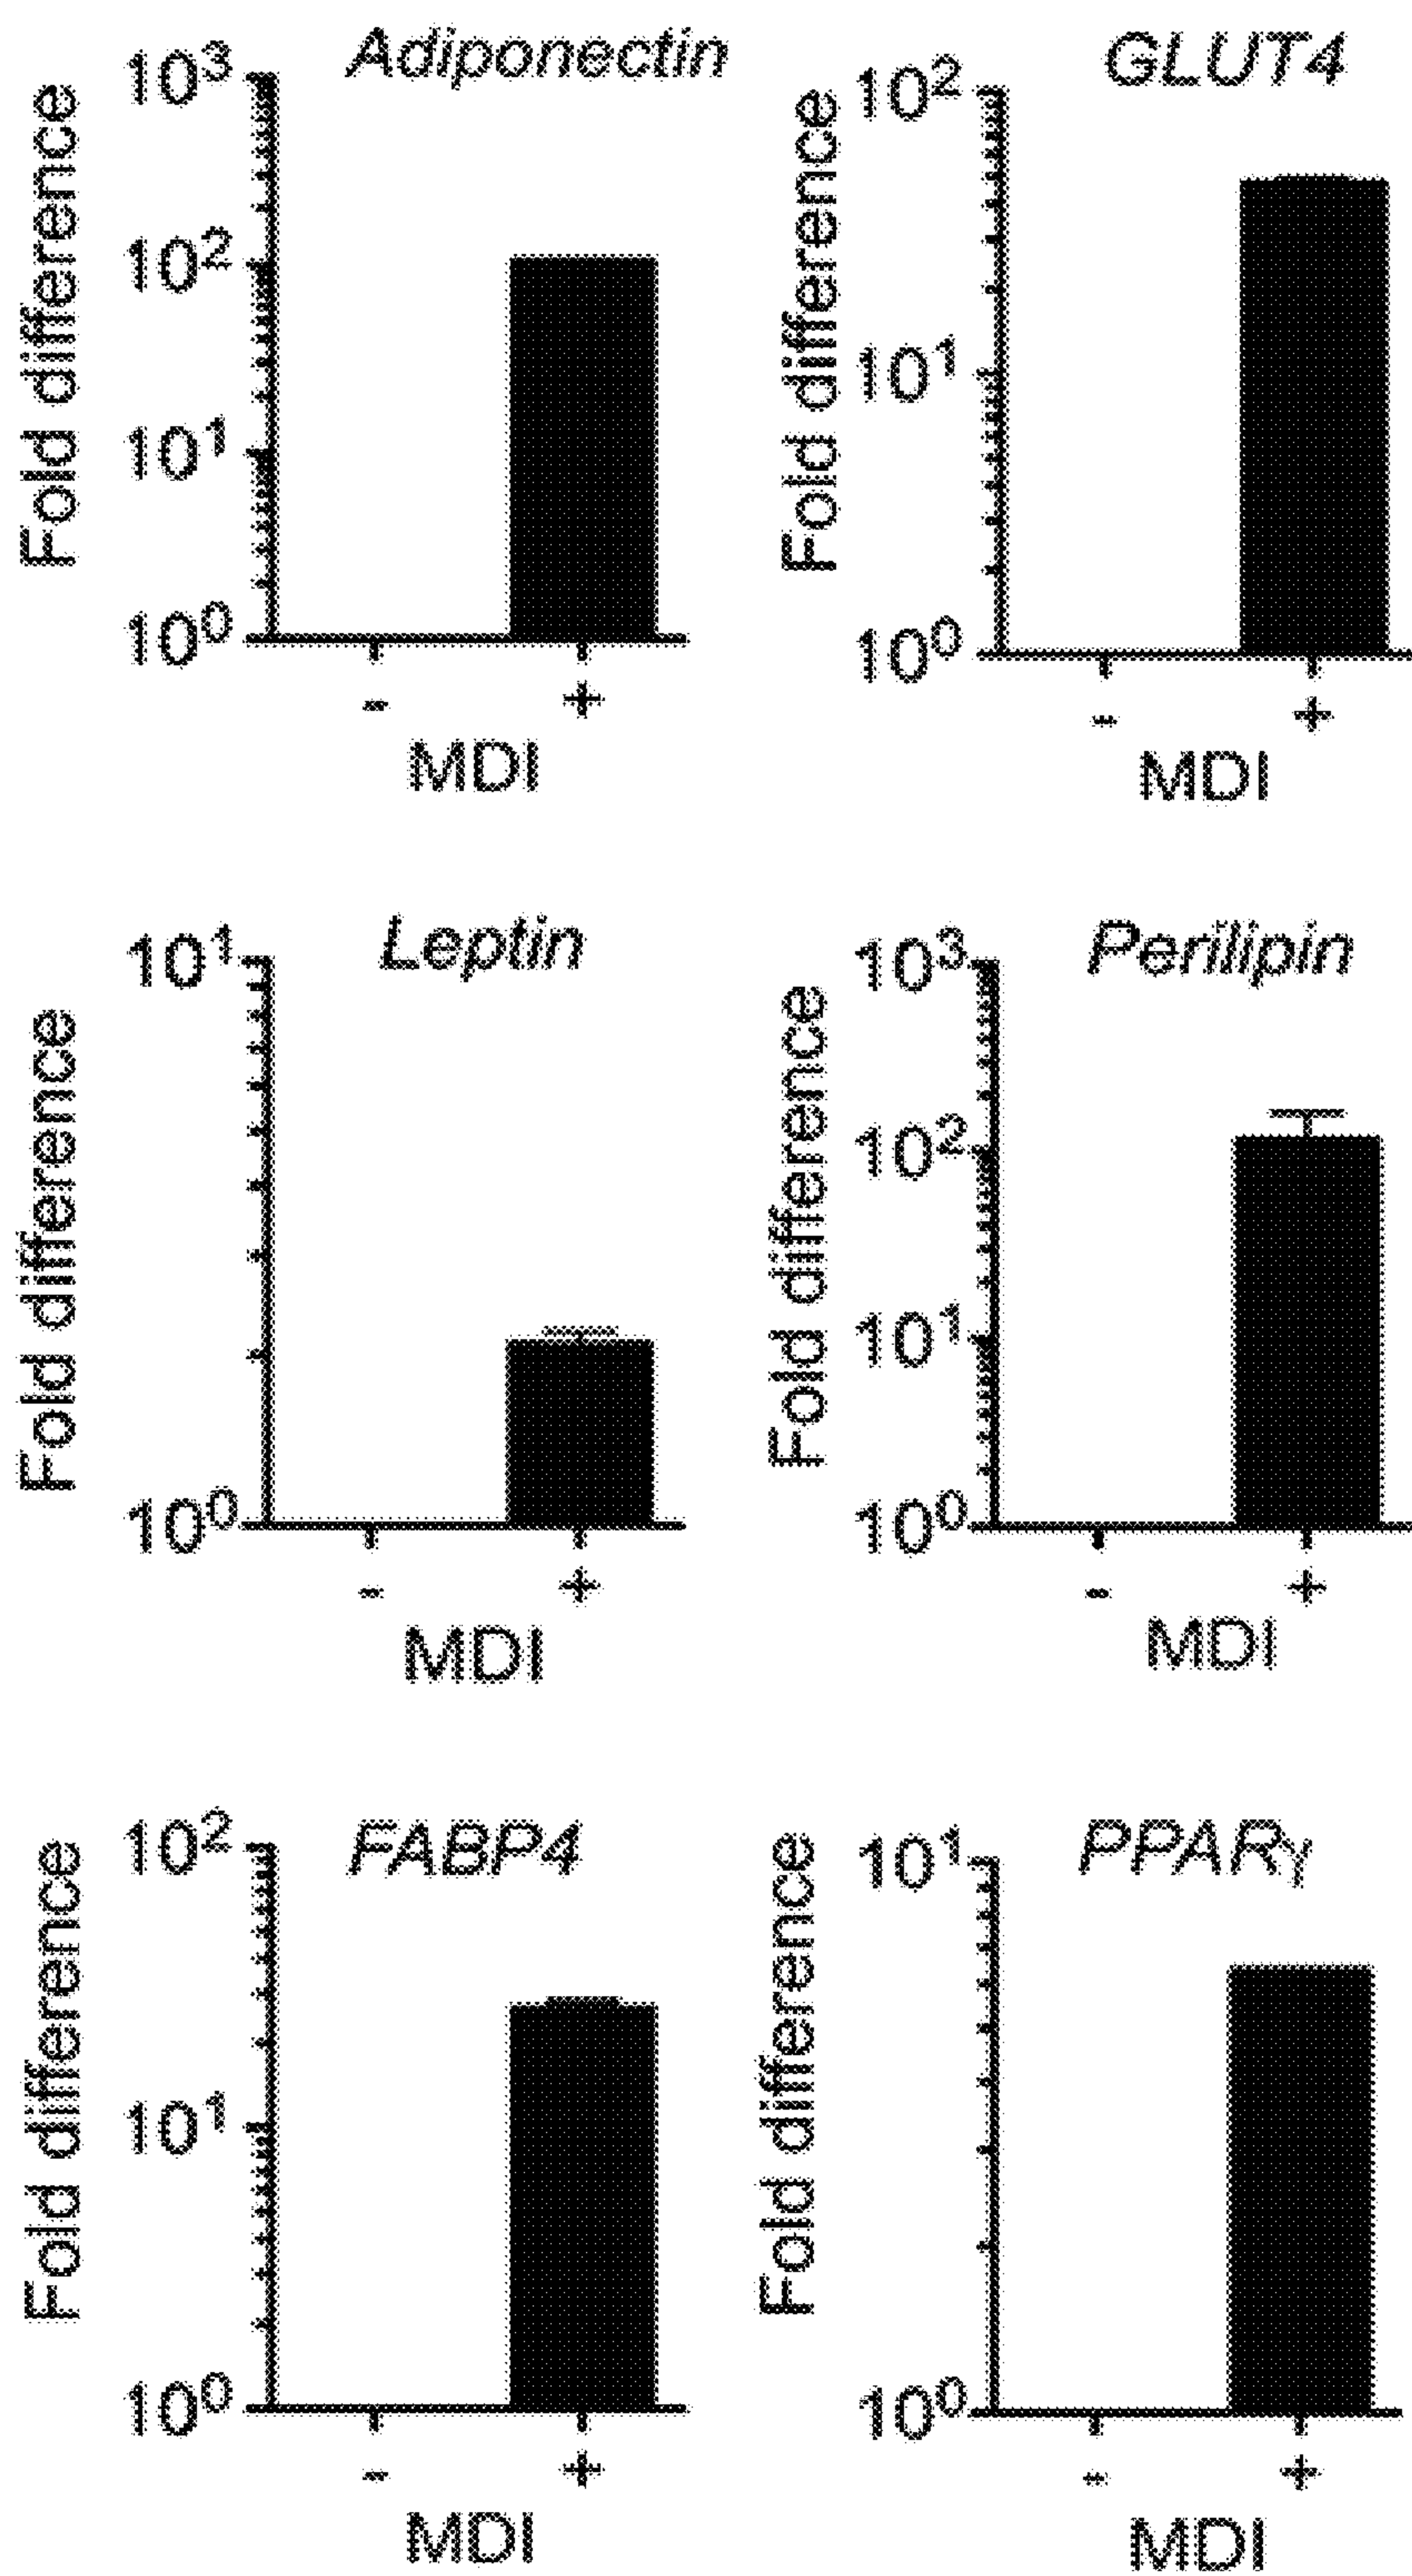 Adiponectin
Fold difference
10³
10²
10¹
10⁰
-
+
MDI
GLUT4
Fold difference
10²
10¹
10⁰
-
+
MDI
Leptin
Fold difference
10¹
10⁰
-
+
MDI
Perilipin
Fold difference
10³
10²
10¹
10⁰
-
+
MDI
FABP4
Fold difference
10²
10¹
10⁰
-
+
MDI
PPARγ
Fold difference
10¹
10⁰
-
+
MDI